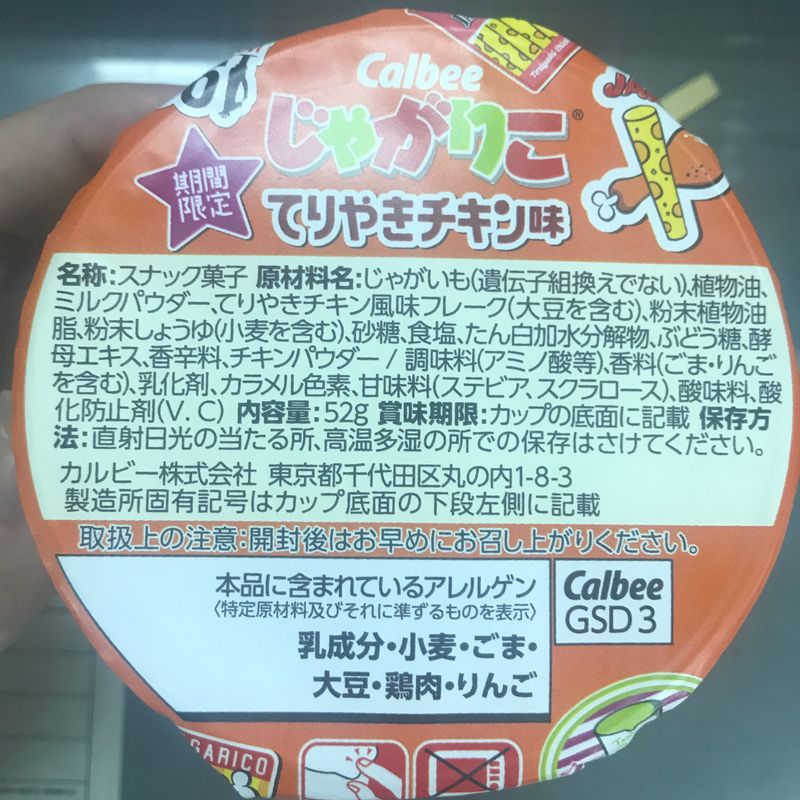 Calbee
じゃがりこ®
期間
限定
てりやきチキン味
名称:スナック菓子 原材料名:じゃがいも(遺伝子組換えでない)、植物油、
ミルクパウダー、てりやきチキン風味フレーク(大豆を含む)、粉末植物油
脂、粉末しょうゆ(小麦を含む)、砂糖、食塩、たん白加水分解物、ぶどう糖、酵
母エキス、香辛料、チキンパウダー / 調味料(アミノ酸等)、香料(ごま・りんご
を含む)、乳化剤、カラメル色素、甘味料(ステビア、スクラロース)、酸味料、酸
化防止剤(V.C) 内容量:52g 賞味期限:カップの底面に記載 保存方
法:直射日光の当たる所、高温多湿の所での保存はさけてください。
カルビー株式会社 東京都千代田区丸の内1-8-3
製造所固有記号はカップ底面の下段左側に記載
取扱上の注意:開封後はお早めにお召し上がりください。
本品に含まれているアレルゲン
〈特定原材料及びそれに準ずるものを表示〉
乳成分・小麦・ごま・
大豆・鶏肉・りんご
Calbee
GSD 3
GARICO